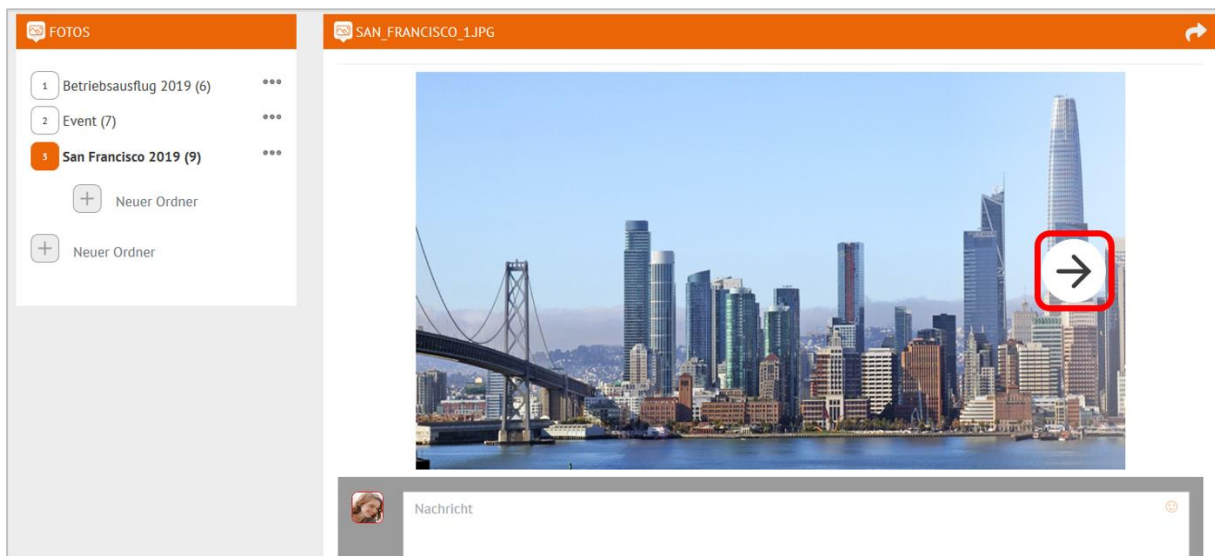 FOTOS
1 Betriebsausflug 2019 (6)
2 Event (7)
3 San Francisco 2019 (9)
Neuer Ordner
Neuer Ordner
SAN_FRANCISCO_1.JPG
Nachricht